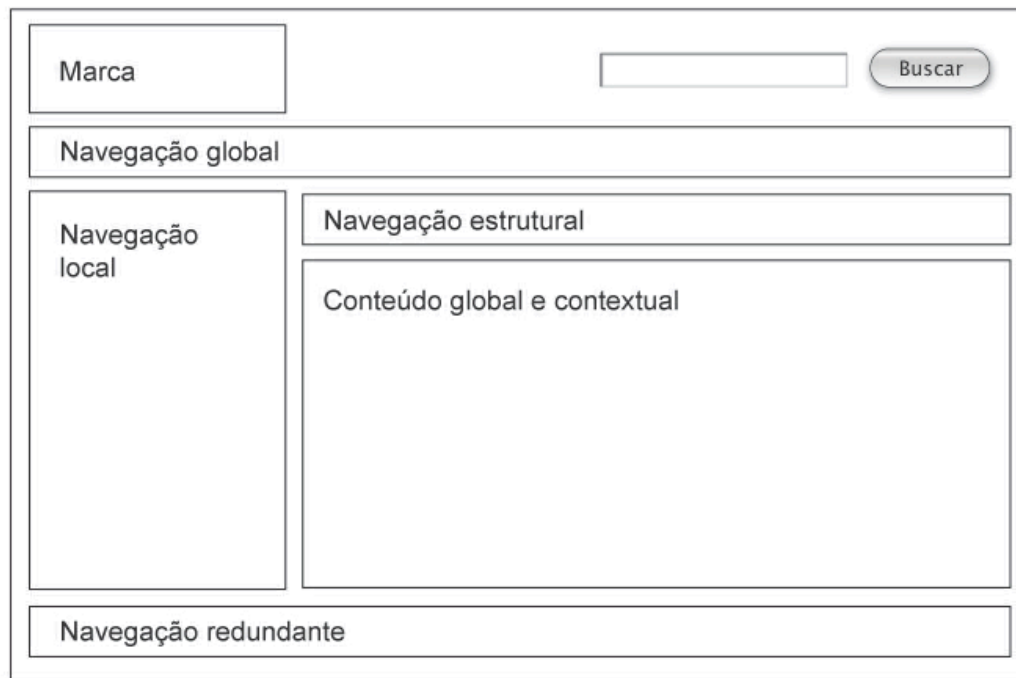 Marca
Buscar
Navegação global
Navegação
local
Navegação estrutural
Conteúdo global e contextual
Navegação redundante